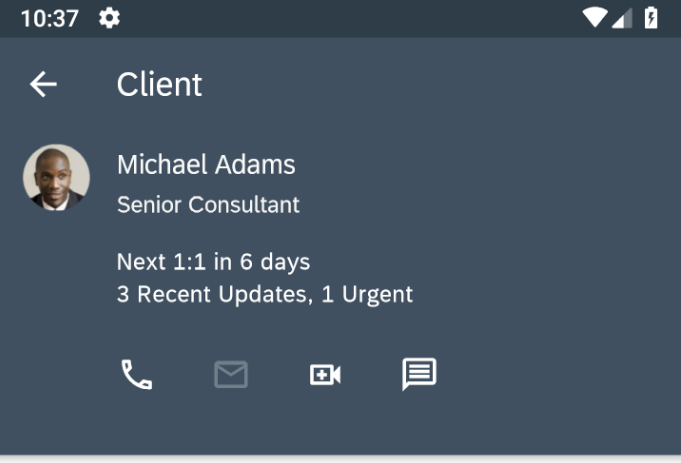 10:37
Client
Michael Adams
Senior Consultant
Next 1:1 in 6 days
3 Recent Updates, 1 Urgent